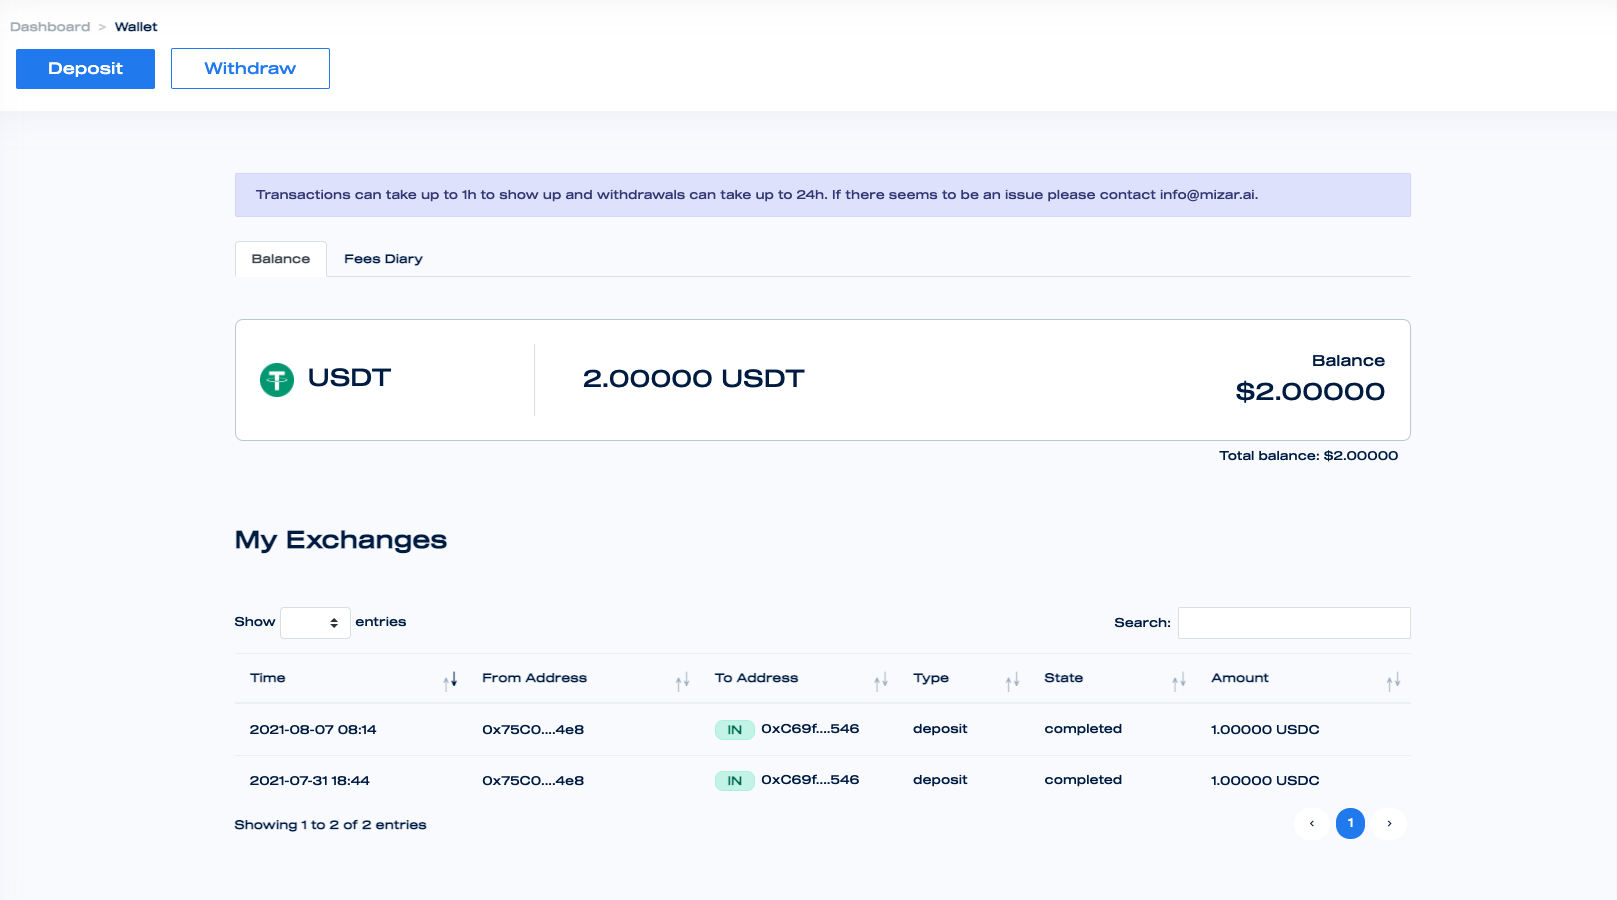 Dashboard > Wallet
Deposit Withdraw
Transactions can take up to 1h to show up and withdrawals can take up to 24h. If there seems to be an issue please contact info@mizar.ai.
Balance Fees Diary
USDT 2.00000 USDT
Balance
$2.00000
Total balance: $2.00000
My Exchanges
Show entries Search:
Time From Address To Address Type State Amount
2021-08-07 08:14 0x75C0....4e8 IN 0xC69f....546 deposit completed 1.00000 USDC
2021-07-31 18:44 0x75C0....4e8 IN 0xC69f....546 deposit completed 1.00000 USDC
Showing 1 to 2 of 2 entries ‹ 1 ›